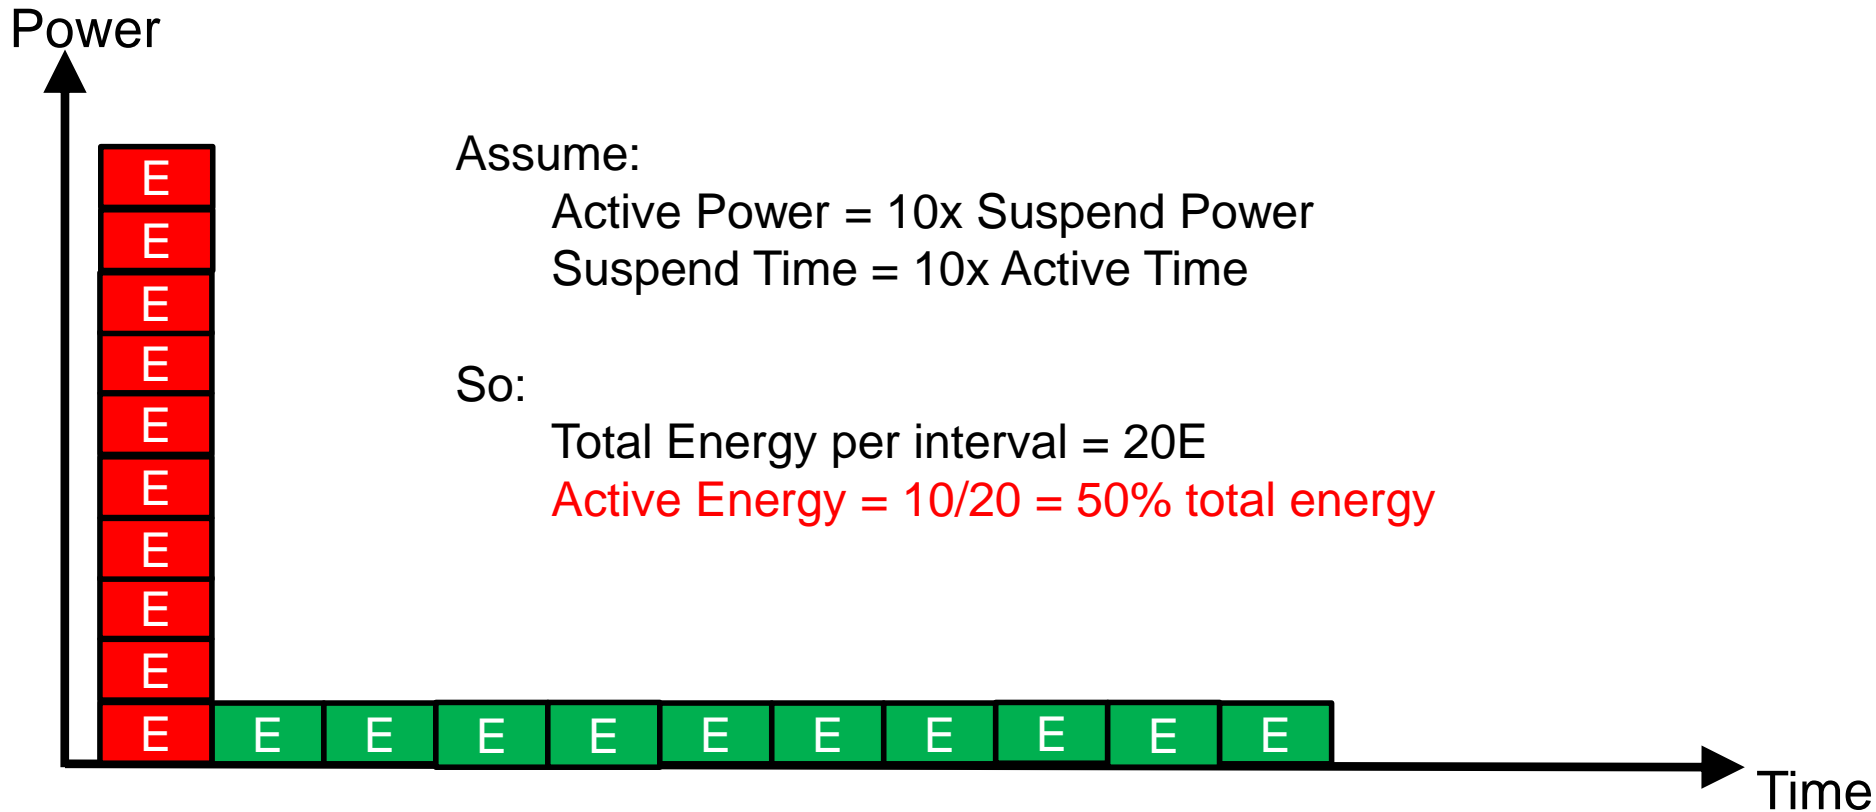 Power
Assume:
Active Power = 10x Suspend Power
Suspend Time = 10x Active Time
So:
Total Energy per interval = 20E
Active Energy = 10/20 = 50% total energy
E
E
E
E
E
E
E
E
E
E E E E E E E E E E E
Time